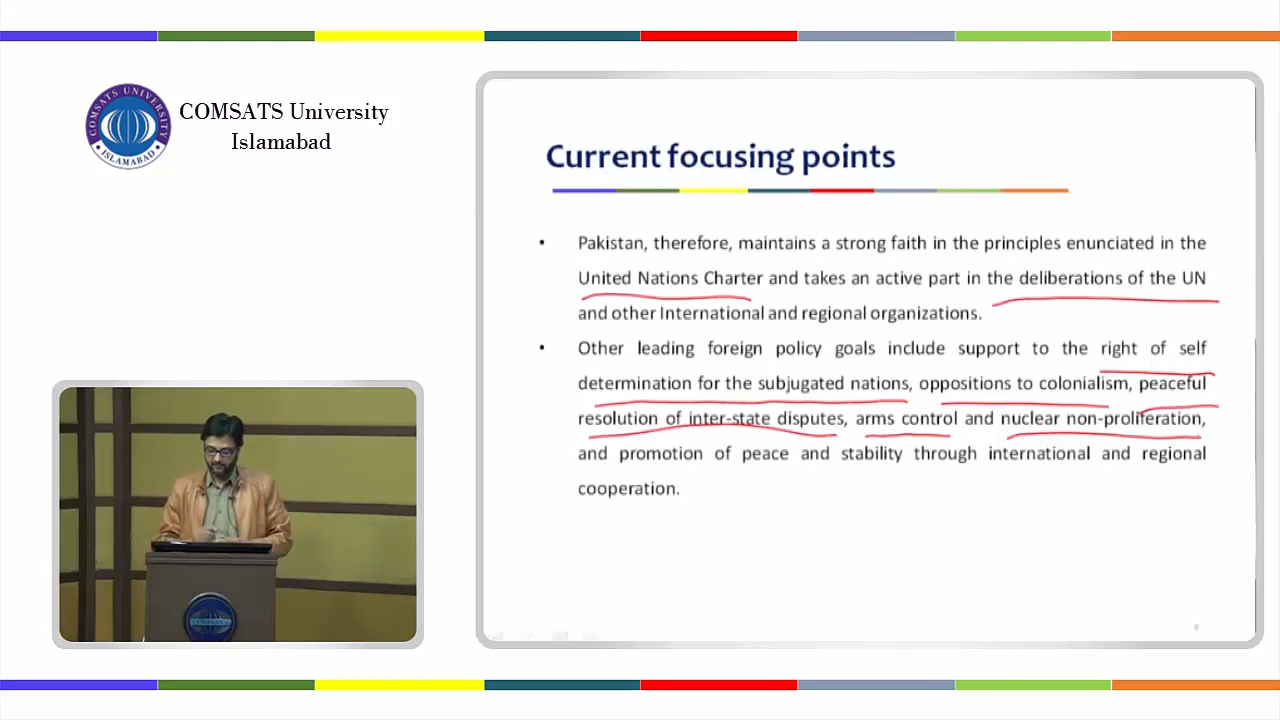 COMSATS UNIVERSITY
ISLAMABAD
COMSATS University
Islamabad
Current focusing points
• Pakistan, therefore, maintains a strong faith in the principles enunciated in the
United Nations Charter and takes an active part in the deliberations of the UN
and other International and regional organizations.
• Other leading foreign policy goals include support to the right of self
determination for the subjugated nations, oppositions to colonialism, peaceful
resolution of inter-state disputes, arms control and nuclear non-proliferation,
and promotion of peace and stability through international and regional
cooperation.
COMSATS